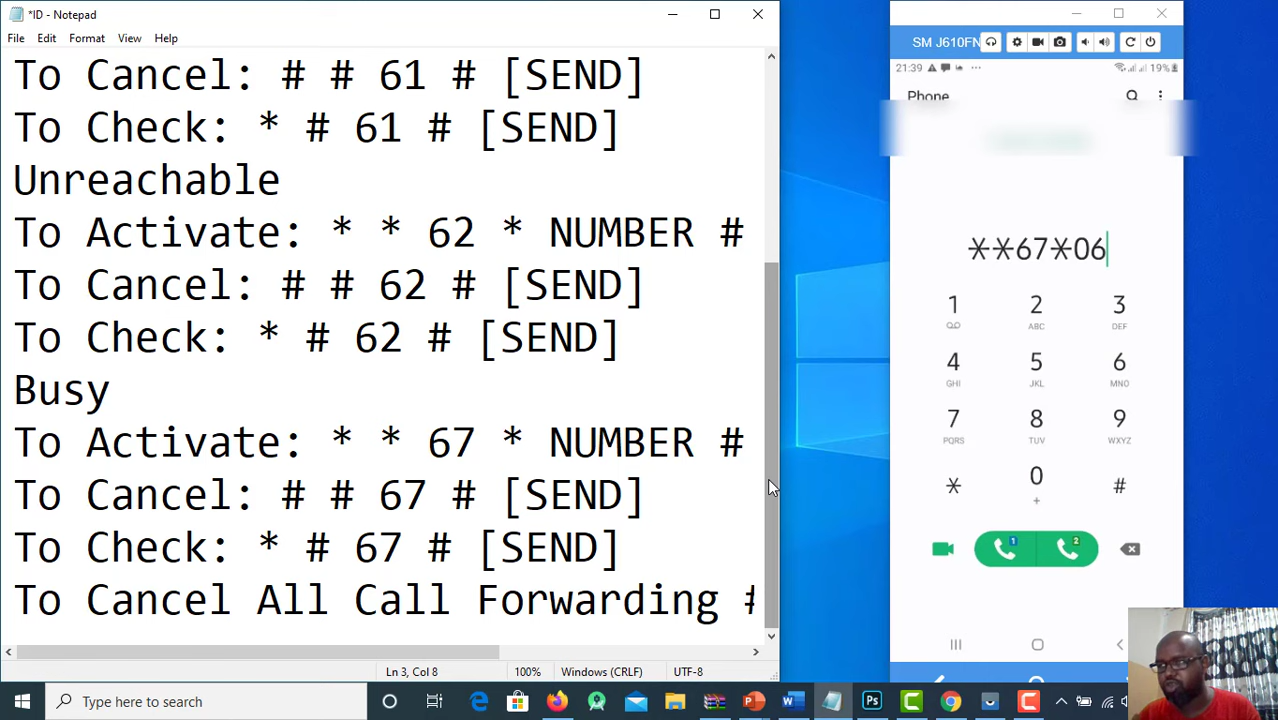 *ID - Notepad
File Edit Format View Help
To Cancel: # # 61 # [SEND]
To Check: * # 61 # [SEND]
Unreachable
To Activate: * * 62 * NUMBER #
To Cancel: # # 62 # [SEND]
To Check: * # 62 # [SEND]
Busy
To Activate: * * 67 * NUMBER #
To Cancel: # # 67 # [SEND]
To Check: * # 67 # [SEND]
To Cancel All Call Forwarding #
Ln 3, Col 8 100% Windows (CRLF) UTF-8
Type here to search
SM J610FN
21:39 19%
Phone
**67*06
1 2 3
ABC DEF
4 5 6
GHI JKL MNO
7 8 9
PQRS TUV WXYZ
* 0 #
+
1 2